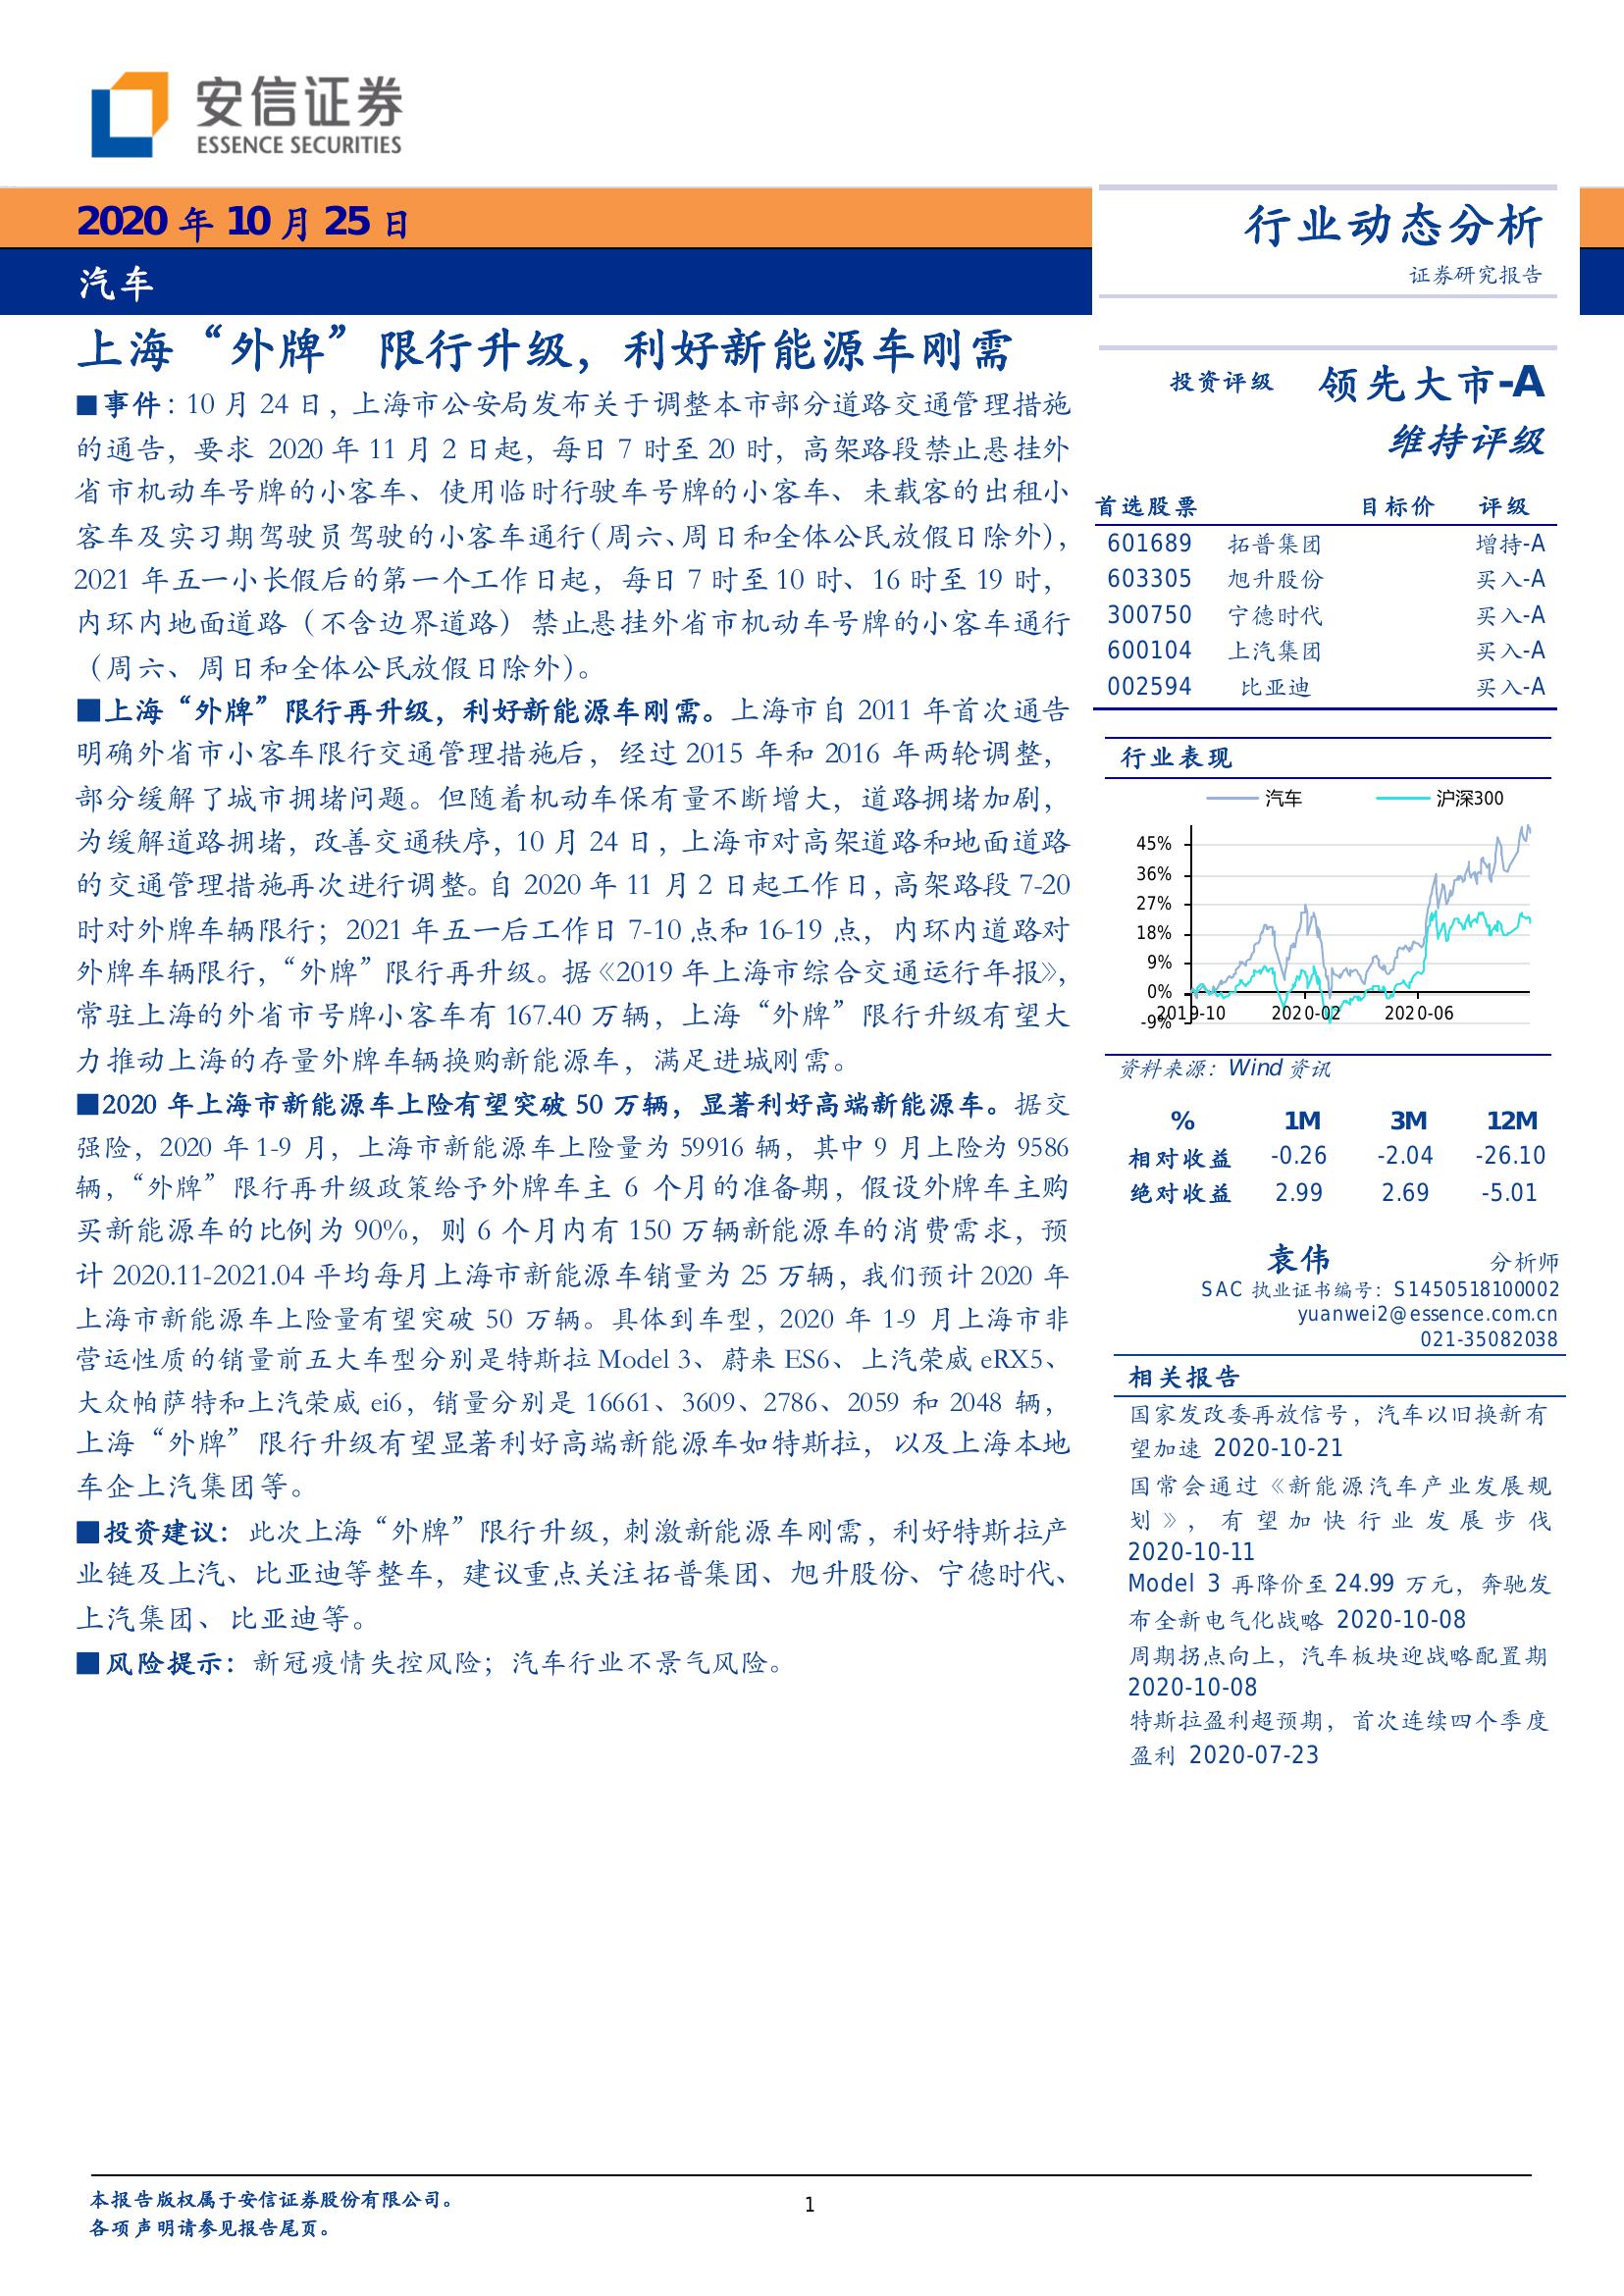 安信证券
ESSENCE SECURITIES
2020 年 10 月 25 日
汽车
行业动态分析
证券研究报告
上海“外牌”限行升级，利好新能源车刚需
■事件：10 月 24 日，上海市公安局发布关于调整本市部分道路交通管理措施
的通告，要求 2020 年 11 月 2 日起，每日 7 时至 20 时，高架路段禁止悬挂外
省市机动车号牌的小客车、使用临时行驶车号牌的小客车、未载客的出租小
客车及实习期驾驶员驾驶的小客车通行（周六、周日和全体公民放假日除外），
2021 年五一小长假后的第一个工作日起，每日 7 时至 10 时、16 时至 19 时，
内环内地面道路（不含边界道路）禁止悬挂外省市机动车号牌的小客车通行
（周六、周日和全体公民放假日除外）。
■上海“外牌”限行再升级，利好新能源车刚需。上海市自 2011 年首次通告
明确外省市小客车限行交通管理措施后，经过 2015 年和 2016 年两轮调整，
部分缓解了城市拥堵问题。但随着机动车保有量不断增大，道路拥堵加剧，
为缓解道路拥堵，改善交通秩序，10 月 24 日，上海市对高架道路和地面道路
的交通管理措施再次进行调整。自 2020 年 11 月 2 日起工作日，高架路段 7-20
时对外牌车辆限行；2021 年五一后工作日 7-10 点和 16-19 点，内环内道路对
外牌车辆限行，“外牌”限行再升级。据《2019 年上海市综合交通运行年报》，
常驻上海的外省市号牌小客车有 167.40 万辆，上海“外牌”限行升级有望大
力推动上海的存量外牌车辆换购新能源车，满足进城刚需。
■2020 年上海市新能源车上险有望突破 50 万辆，显著利好高端新能源车。据交
强险，2020 年 1-9 月，上海市新能源车上险量为 59916 辆，其中 9 月上险为 9586
辆，“外牌”限行再升级政策给予外牌车主 6 个月的准备期，假设外牌车主购
买新能源车的比例为 90%，则 6 个月内有 150 万辆新能源车的消费需求，预
计 2020.11-2021.04 平均每月上海市新能源车销量为 25 万辆，我们预计 2020 年
上海市新能源车上险量有望突破 50 万辆。具体到车型，2020 年 1-9 月上海市非
营运性质的销量前五大车型分别是特斯拉 Model 3、蔚来 ES6、上汽荣威 eRX5、
大众帕萨特和上汽荣威 ei6，销量分别是 16661、3609、2786、2059 和 2048 辆，
上海“外牌”限行升级有望显著利好高端新能源车如特斯拉，以及上海本地
车企上汽集团等。
■投资建议：此次上海“外牌”限行升级，刺激新能源车刚需，利好特斯拉产
业链及上汽、比亚迪等整车，建议重点关注拓普集团、旭升股份、宁德时代、
上汽集团、比亚迪等。
■风险提示：新冠疫情失控风险；汽车行业不景气风险。
投资评级 领先大市-A
维持评级
首选股票 目标价 评级
601689 拓普集团 增持-A
603305 旭升股份 买入-A
300750 宁德时代 买入-A
600104 上汽集团 买入-A
002594 比亚迪 买入-A
行业表现
汽车 沪深300
45%
36%
27%
18%
9%
0%
-9%
2019-10 2020-02 2020-06
资料来源：Wind 资讯
% 1M 3M 12M
相对收益 -0.26 -2.04 -26.10
绝对收益 2.99 2.69 -5.01
袁伟 分析师
SAC 执业证书编号：S1450518100002
yuanwei2@essence.com.cn
021-35082038
相关报告
国家发改委再放信号，汽车以旧换新有
望加速 2020-10-21
国常会通过《新能源汽车产业发展规
划》，有望加快行业发展步伐
2020-10-11
Model 3 再降价至 24.99 万元，奔驰发
布全新电气化战略 2020-10-08
周期拐点向上，汽车板块迎战略配置期
2020-10-08
特斯拉盈利超预期，首次连续四个季度
盈利 2020-07-23
本报告版权属于安信证券股份有限公司。
各项声明请参见报告尾页。
1